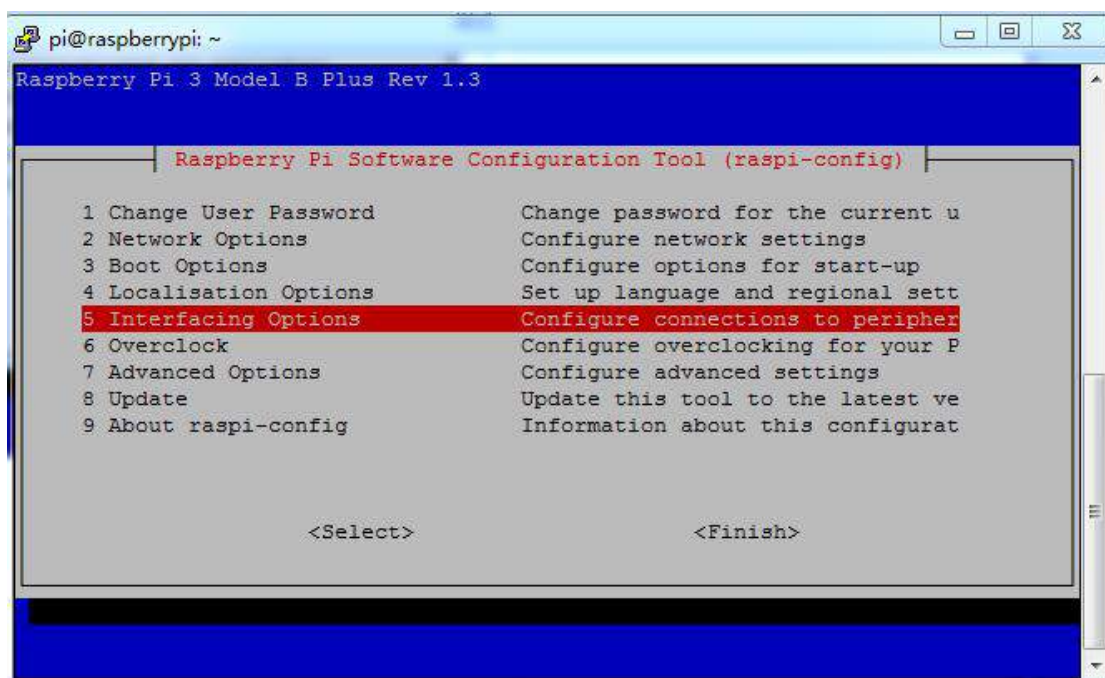 pi@raspberrypi: ~
Raspberry Pi 3 Model B Plus Rev 1.3
Raspberry Pi Software Configuration Tool (raspi-config)
1 Change User Password Change password for the current u
2 Network Options Configure network settings
3 Boot Options Configure options for start-up
4 Localisation Options Set up language and regional sett
5 Interfacing Options Configure connections to peripher
6 Overclock Configure overclocking for your P
7 Advanced Options Configure advanced settings
8 Update Update this tool to the latest ve
9 About raspi-config Information about this configurat
<Select> <Finish>